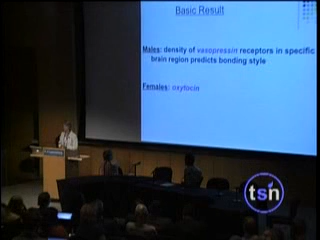 Basic Result
Males: density of vasopressin receptors in specific
brain region predicts bonding style
Females: oxytocin
tsn